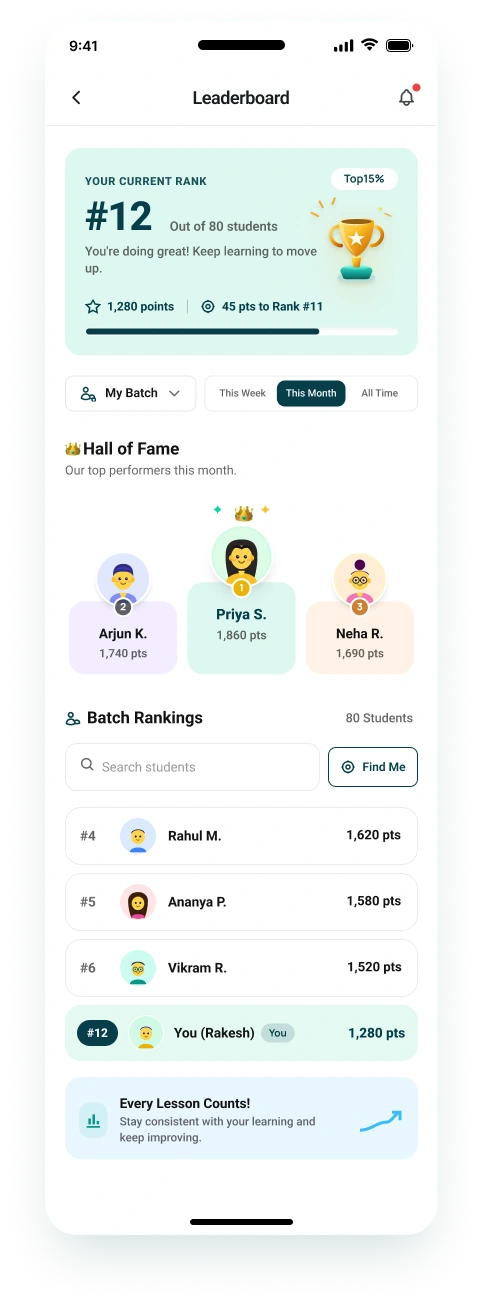 9:41
Leaderboard
YOUR CURRENT RANK
Top15%
#12 Out of 80 students
You're doing great! Keep learning to move
up.
1,280 points
45 pts to Rank #11
My Batch
This Week
This Month
All Time
Hall of Fame
Our top performers this month.
2
Arjun K.
1,740 pts
1
Priya S.
1,860 pts
3
Neha R.
1,690 pts
Batch Rankings
80 Students
Search students
Find Me
#4 Rahul M. 1,620 pts
#5 Ananya P. 1,580 pts
#6 Vikram R. 1,520 pts
#12 You (Rakesh) You 1,280 pts
Every Lesson Counts!
Stay consistent with your learning and
keep improving.